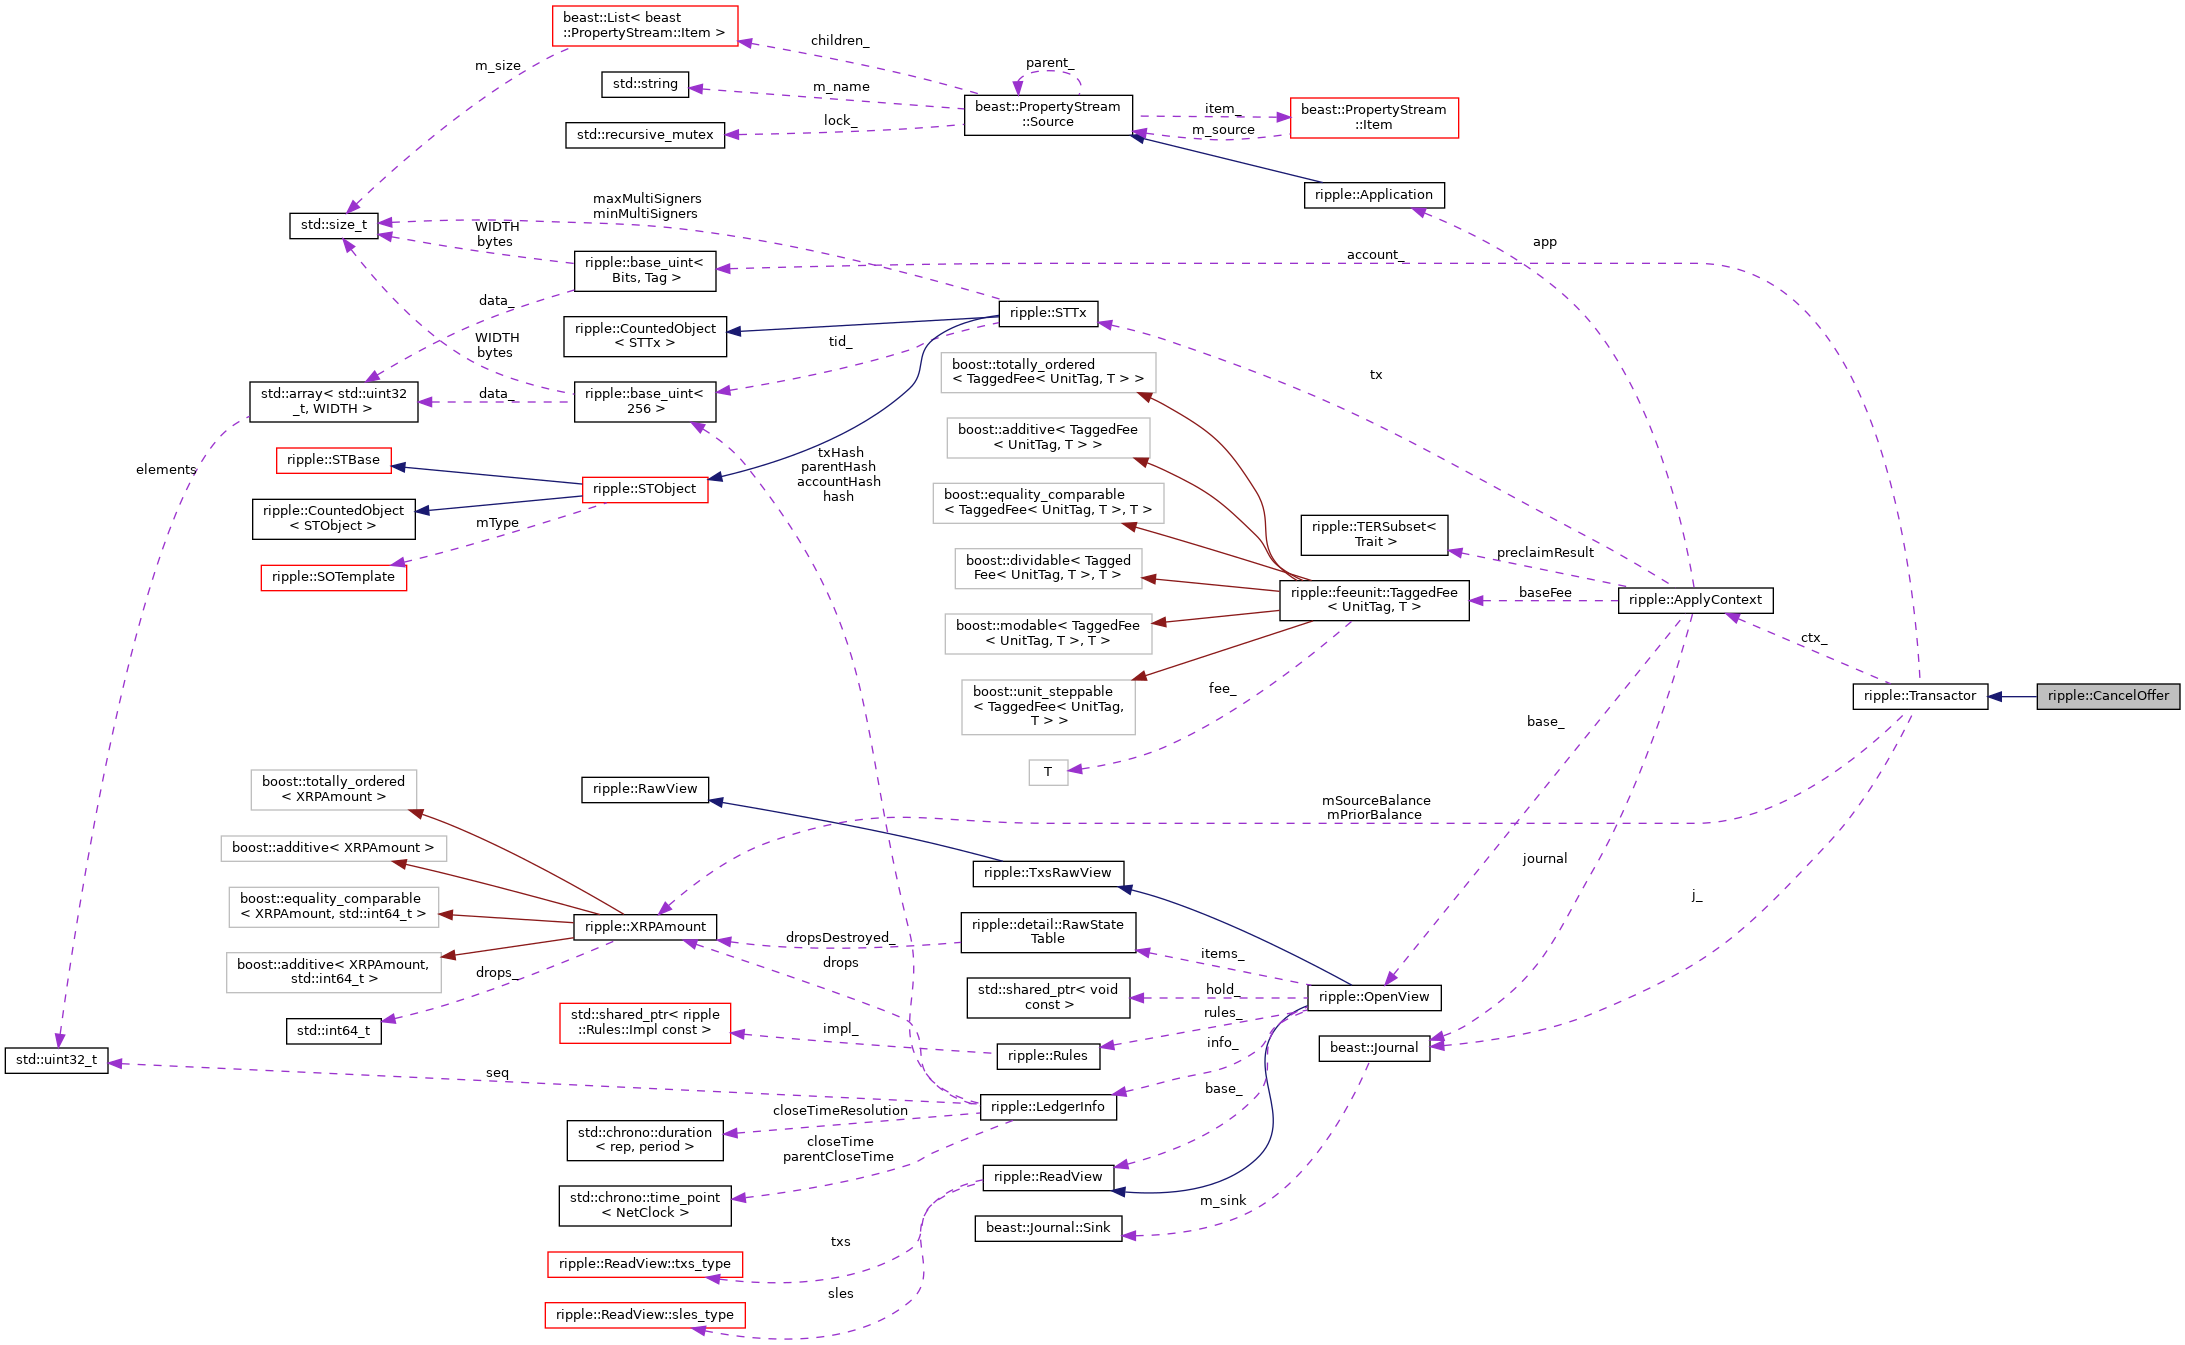 beast::List< beast
::PropertyStream::Item >
children_
m_size
parent_
std::string
m_name
beast::PropertyStream
::Source
item_
m_source
beast::PropertyStream
::Item
std::recursive_mutex
lock_
ripple::Application
maxMultiSigners
minMultiSigners
std::size_t
WIDTH
bytes
app
account_
ripple::base_uint<
Bits, Tag >
data_
ripple::STTx
ripple::CountedObject
< STTx >
WIDTH
bytes
tid_
boost::totally_ordered
< TaggedFee< UnitTag, T > >
tx
std::array< std::uint32
_t, WIDTH >
data_
ripple::base_uint<
256 >
boost::additive< TaggedFee
< UnitTag, T > >
elements
ripple::STBase
txHash
parentHash
accountHash
hash
ripple::STObject
boost::equality_comparable
< TaggedFee< UnitTag, T >, T >
ripple::CountedObject
< STObject >
mType
ripple::TERSubset<
Trait >
preclaimResult
boost::dividable< Tagged
Fee< UnitTag, T >, T >
ripple::SOTemplate
ripple::feeunit::TaggedFee
< UnitTag, T >
baseFee
ripple::ApplyContext
boost::modable< TaggedFee
< UnitTag, T >, T >
ctx_
fee_
boost::unit_steppable
< TaggedFee< UnitTag,
T > >
ripple::Transactor
ripple::CancelOffer
base_
T
boost::totally_ordered
< XRPAmount >
ripple::RawView
mSourceBalance
mPriorBalance
boost::additive< XRPAmount >
journal
ripple::TxsRawView
j_
boost::equality_comparable
< XRPAmount, std::int64_t >
ripple::XRPAmount
dropsDestroyed_
ripple::detail::RawState
Table
items_
boost::additive< XRPAmount,
std::int64_t >
drops_
drops
std::shared_ptr< void
const >
hold_
ripple::OpenView
rules_
std::int64_t
std::shared_ptr< ripple
::Rules::Impl const >
impl_
ripple::Rules
info_
beast::Journal
std::uint32_t
seq
base_
ripple::LedgerInfo
closeTimeResolution
std::chrono::duration
< rep, period >
closeTime
parentCloseTime
ripple::ReadView
std::chrono::time_point
< NetClock >
m_sink
beast::Journal::Sink
txs
ripple::ReadView::txs_type
sles
ripple::ReadView::sles_type